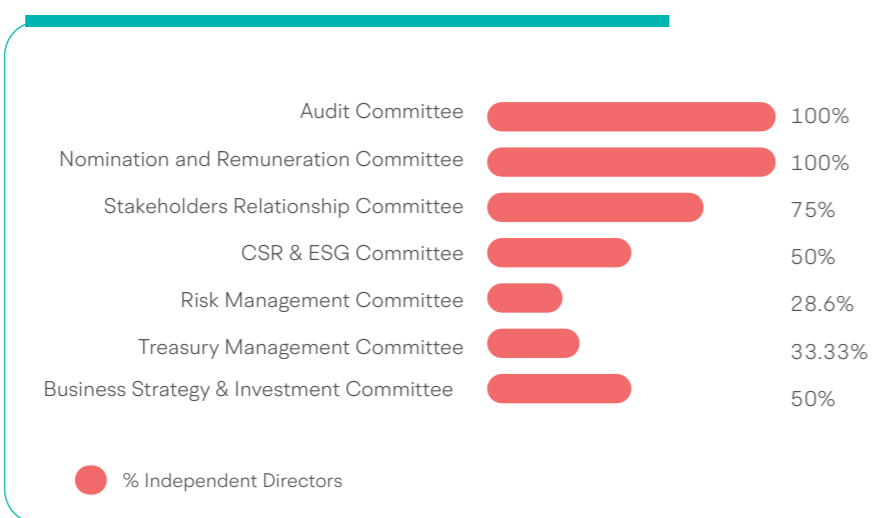 Audit Committee 100%
Nomination and Remuneration Committee 100%
Stakeholders Relationship Committee 75%
CSR & ESG Committee 50%
Risk Management Committee 28.6%
Treasury Management Committee 33.33%
Business Strategy & Investment Committee 50%
% Independent Directors